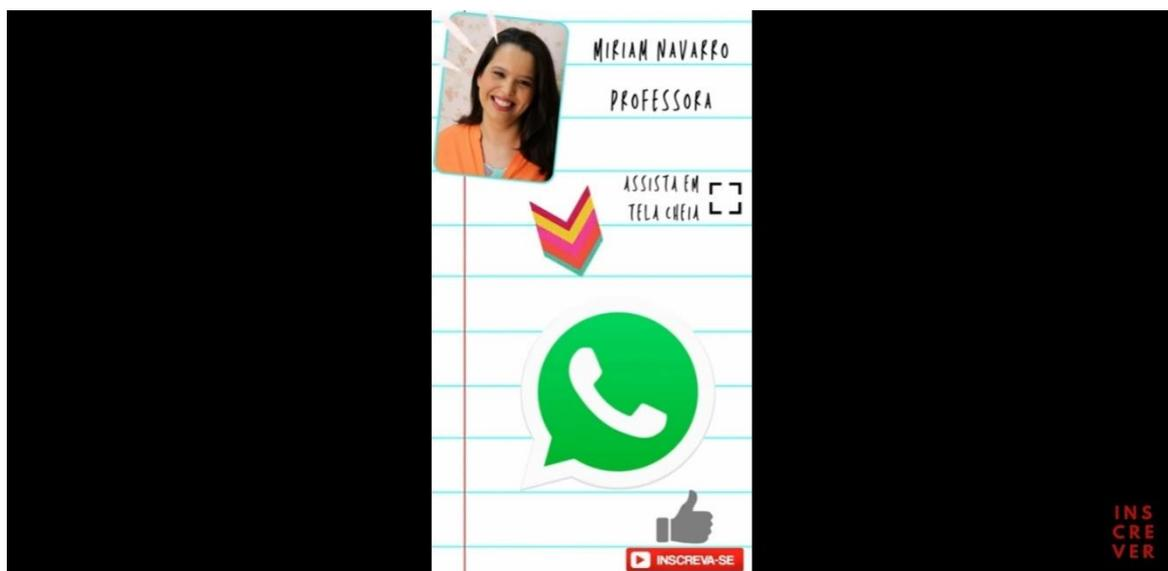 MIRIAM NAVARRO
PROFESSORA
ASSISTA EM
TELA CHEIA
INSCREVA-SE
INS
CRE
VER